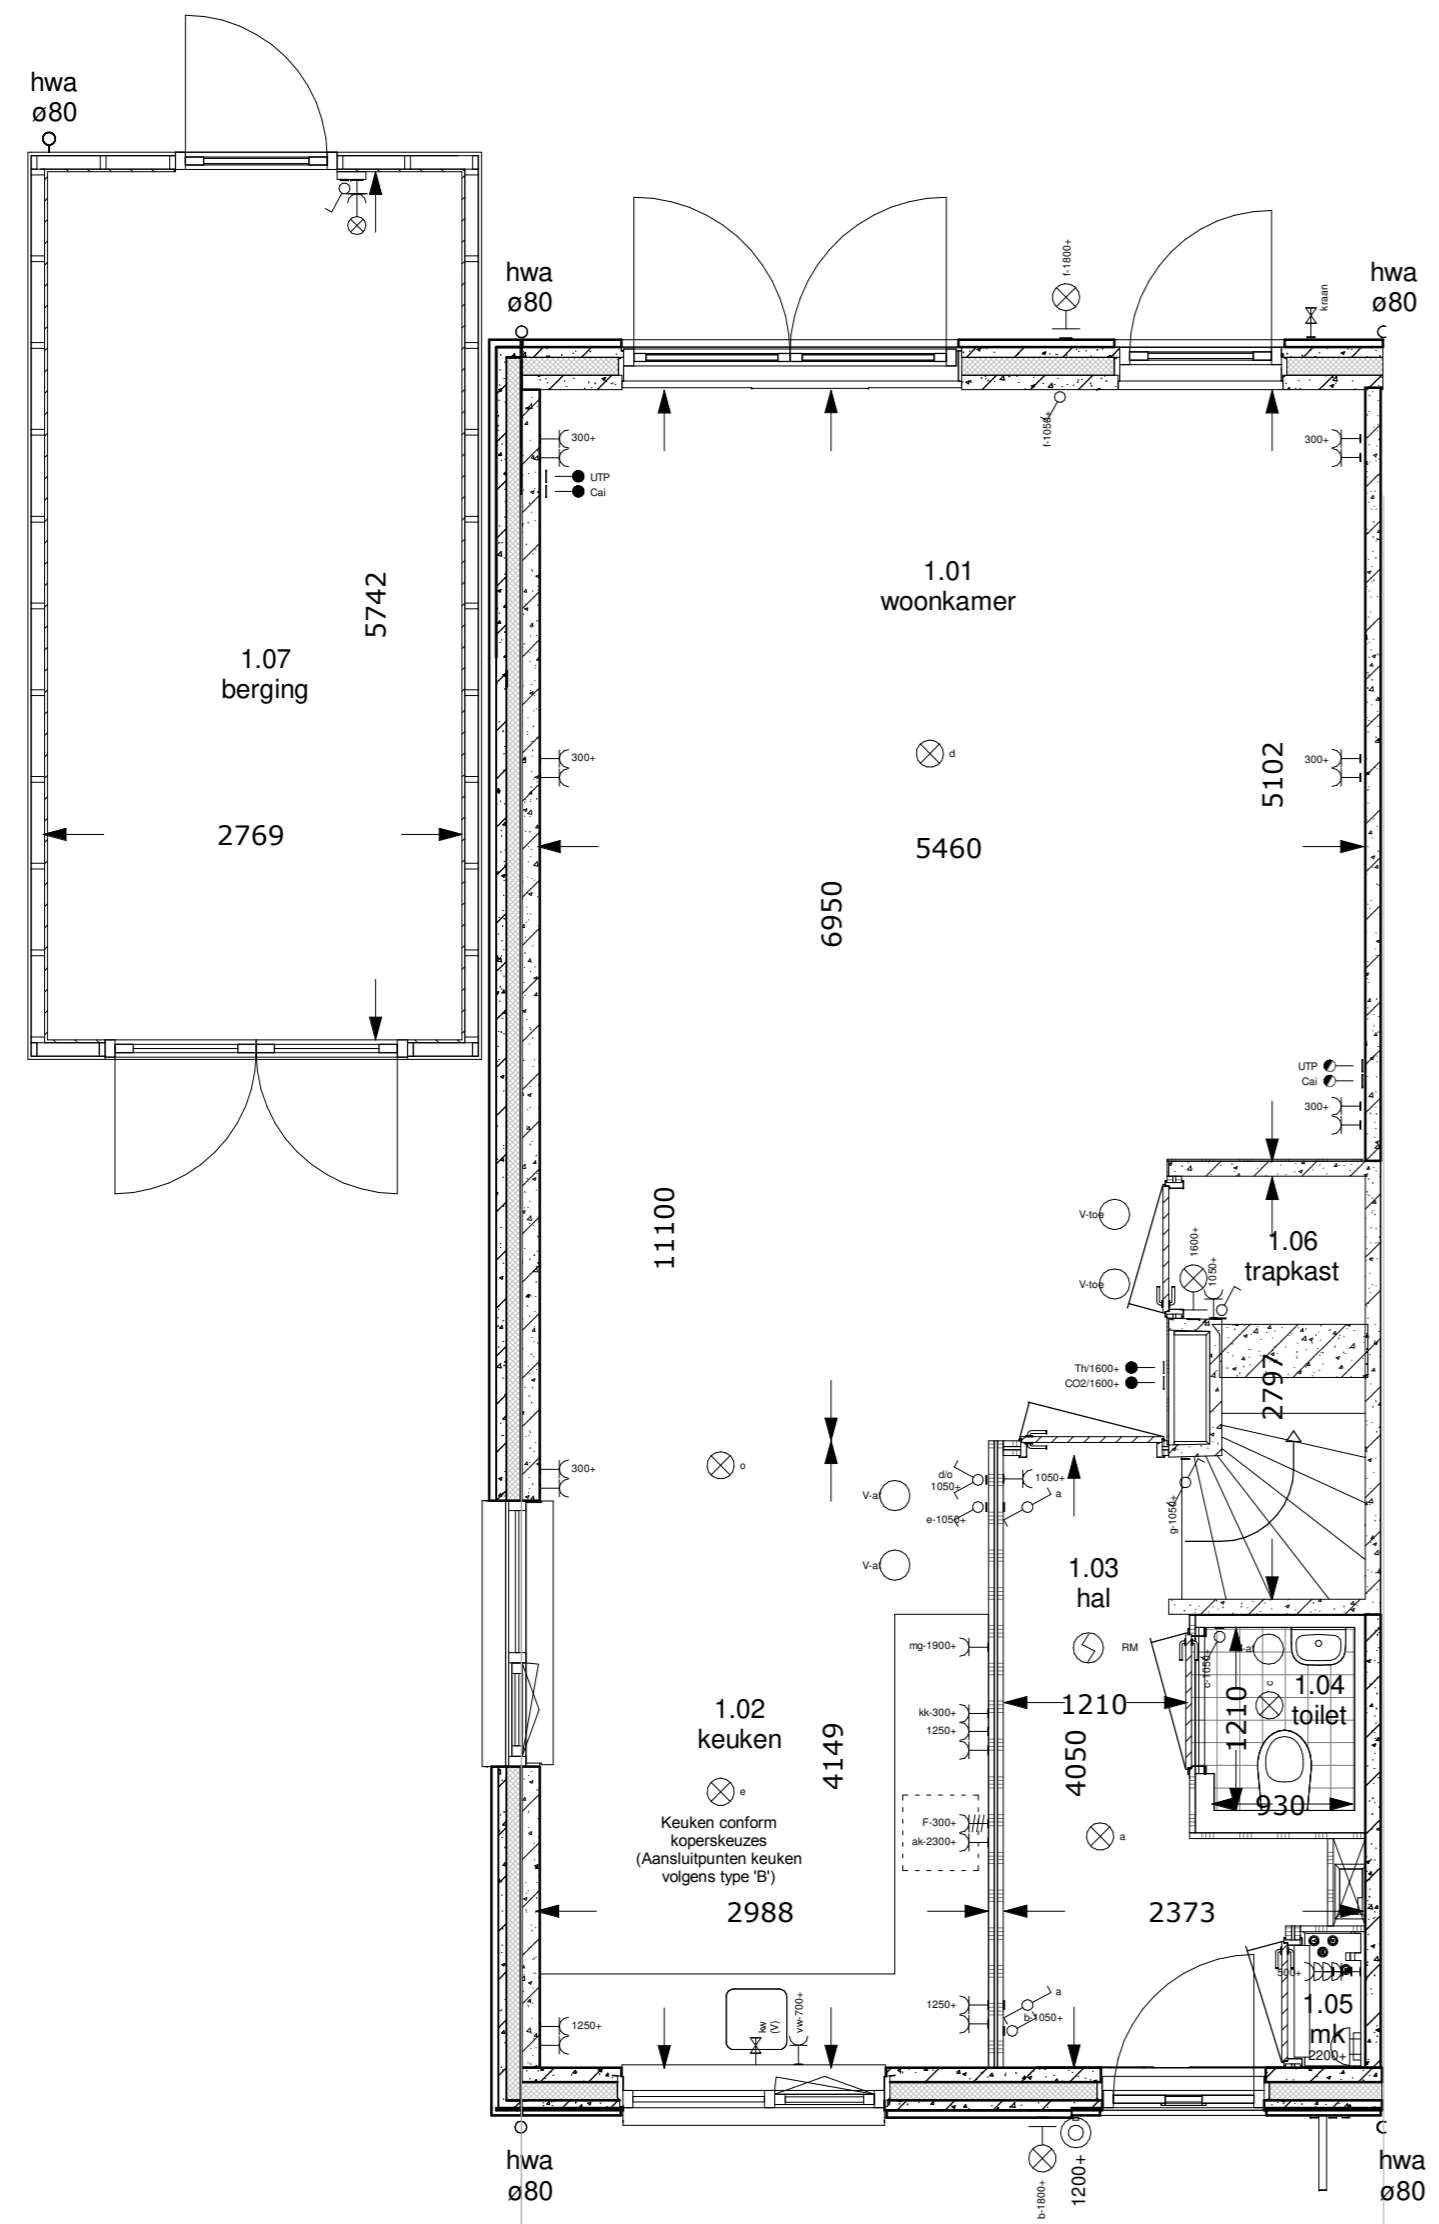 hwa
ø80
hwa
ø80
f-1800+
kraan
hwa
ø80
f-1050+
300+
300+
UTP
Cai
1.01
woonkamer
5742
1.07
berging
300+
d
5102
300+
2769
5460
6950
UTP
Cai
300+
11100
V-toe
1600+
1.06
trapkast
V-toe
1050+
Th/1600+
CO2/1600+
2797
300+
o
d/o
1050+
1050+
V-af
a
e-1050+
g-1050+
V-af
1.03
hal
mg-1900+
RM
c-1050+
c
1.04
toilet
1210
1210
1.02
keuken
kk-300+
1250+
4149
4050
e
930
Keuken conform
koperskeuzes
(Aansluitpunten keuken
volgens type 'B')
F-300+
ak-2300+
a
2988
2373
500+
1250+
kw
(V)
vw-700+
1250+
a
b-1050+
1.05
mk
2200+
hwa
ø80
b-1800+
1200+
hwa
ø80